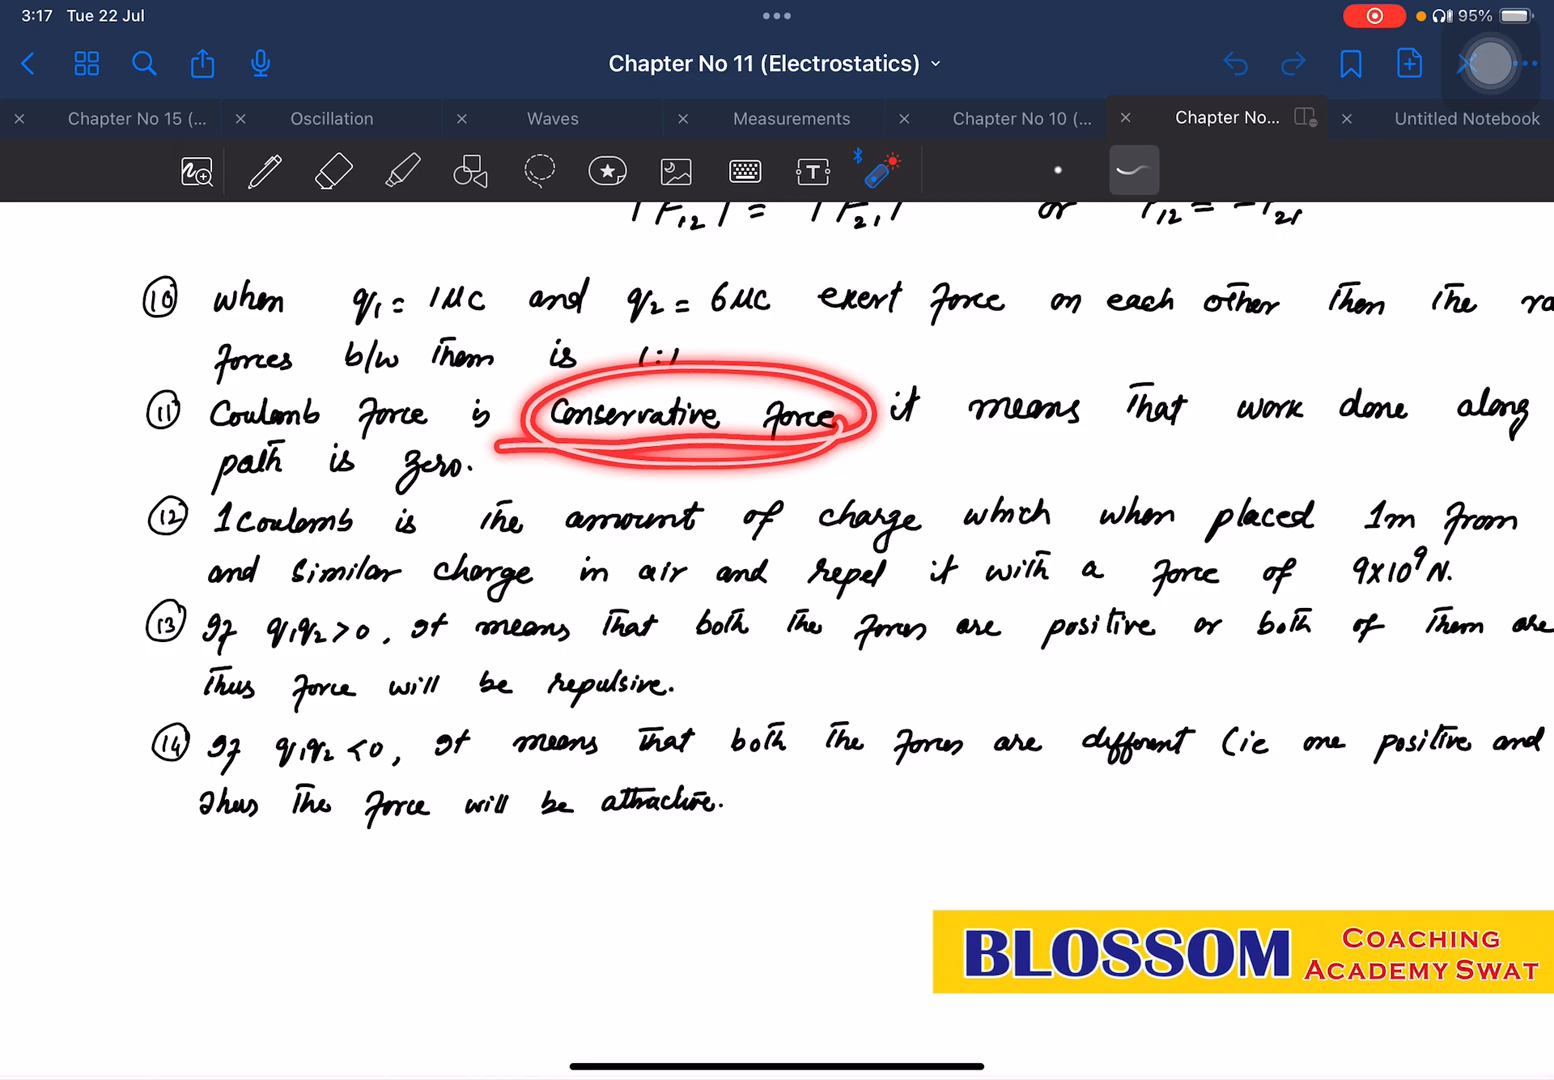 3:17 Tue 22 Jul
95%
Chapter No 11 (Electrostatics)
Chapter No 15 (...
Oscillation
Waves
Measurements
Chapter No 10 (...
Chapter No...
Untitled Notebook
|F₁₂| = |F₂₁| or F₁₂ = -F₂₁
(10) when q₁ = 1μC and q₂ = 6μC exert force on each other then the ra
forces b/w them is 1:1
(11) Coulomb force is Conservative force, it means that work done along
path is zero.
(12) 1 Coulomb is the amount of charge which when placed 1m from
and similar charge in air and repel it with a force of 9x10⁹N.
(13) If q₁q₂ > 0, It means that both the forces are positive or both of them are
thus force will be repulsive.
(14) If q₁q₂ < 0, It means that both the forces are different (ie one positive and
Thus the force will be attractive.
BLOSSOM COACHING
ACADEMY SWAT